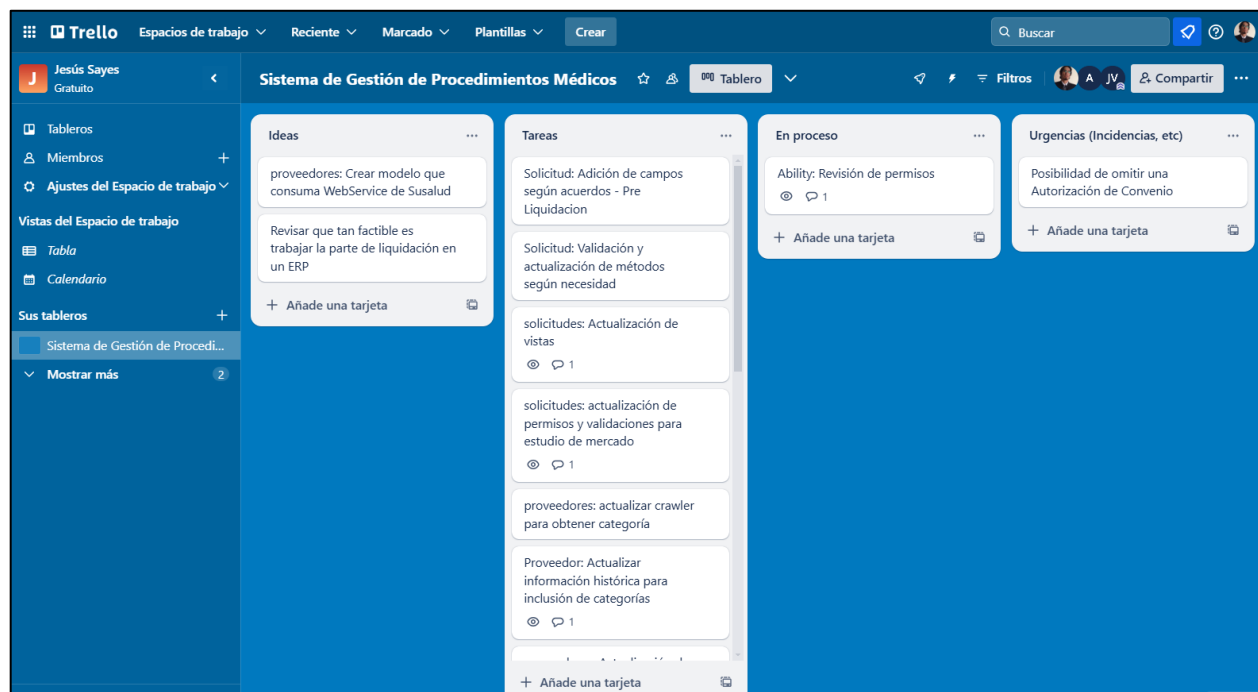 Trello Espacios de trabajo Reciente Marcado Plantillas Crear Buscar
J Jesús Sayes
Gratuito
Sistema de Gestión de Procedimientos Médicos Tablero Filtros A JV Compartir
Tableros
Miembros
Ajustes del Espacio de trabajo
Vistas del Espacio de trabajo
Tabla
Calendario
Sus tableros
Sistema de Gestión de Procedi...
Mostrar más 2
Ideas
proveedores: Crear modelo que
consuma WebService de Susalud
Revisar que tan factible es
trabajar la parte de liquidación en
un ERP
Añade una tarjeta
Tareas
Solicitud: Adición de campos
según acuerdos - Pre
Liquidacion
Solicitud: Validación y
actualización de métodos
según necesidad
solicitudes: Actualización de
vistas
1
solicitudes: actualización de
permisos y validaciones para
estudio de mercado
1
proveedores: actualizar crawler
para obtener categoría
Proveedor: Actualizar
información histórica para
inclusión de categorías
1
Añade una tarjeta
En proceso
Ability: Revisión de permisos
1
Añade una tarjeta
Urgencias (Incidencias, etc)
Posibilidad de omitir una
Autorización de Convenio
Añade una tarjeta